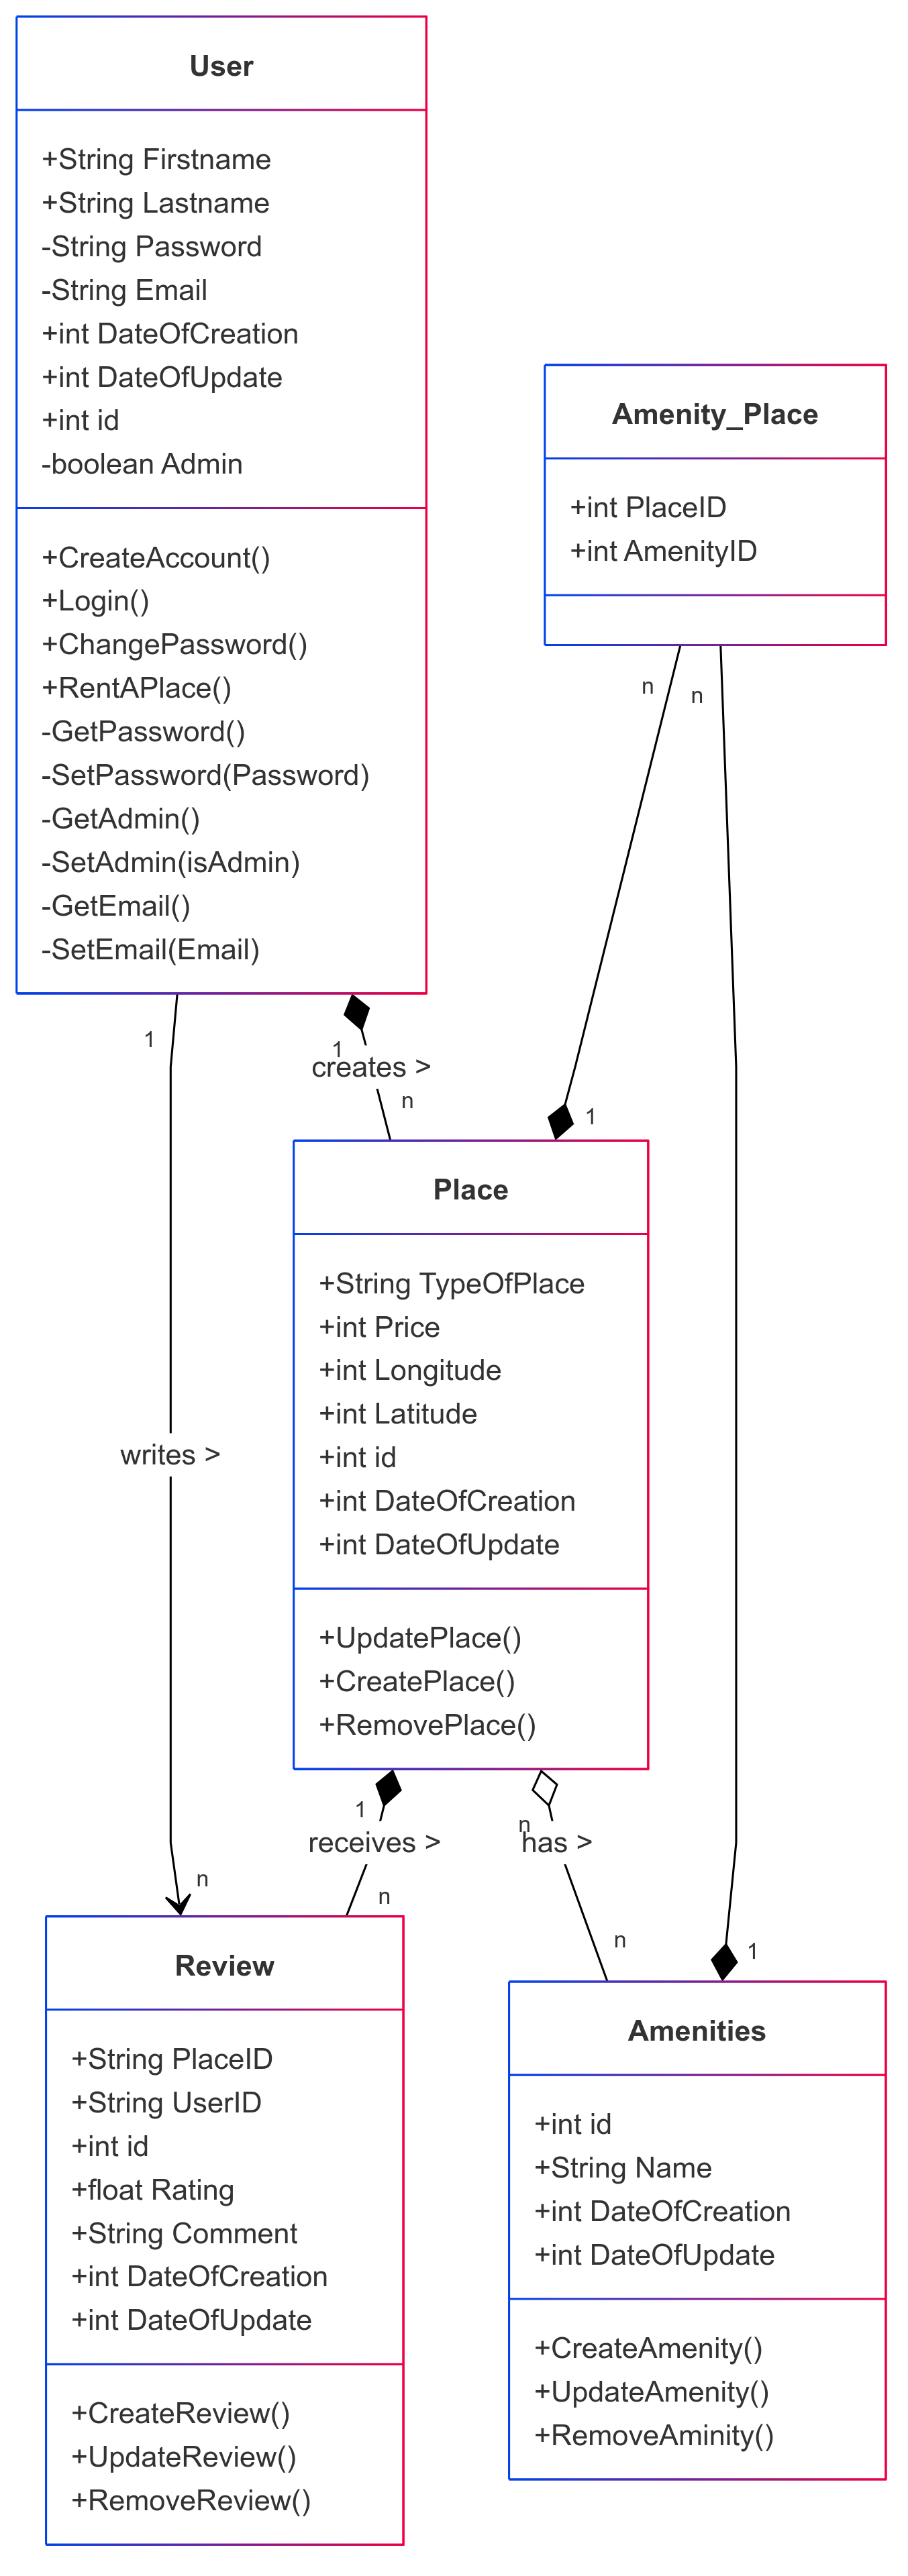 User
+String Firstname
+String Lastname
-String Password
-String Email
+int DateOfCreation
+int DateOfUpdate
+int id
-boolean Admin
+CreateAccount()
+Login()
+ChangePassword()
+RentAPlace()
-GetPassword()
-SetPassword(Password)
-GetAdmin()
-SetAdmin(isAdmin)
-GetEmail()
-SetEmail(Email)
Amenity_Place
+int PlaceID
+int AmenityID
n
n
1
1
creates >
n
1
Place
+String TypeOfPlace
+int Price
+int Longitude
+int Latitude
+int id
+int DateOfCreation
+int DateOfUpdate
+UpdatePlace()
+CreatePlace()
+RemovePlace()
writes >
1
receives >
n
n
has >
n
n
1
Review
+String PlaceID
+String UserID
+int id
+float Rating
+String Comment
+int DateOfCreation
+int DateOfUpdate
+CreateReview()
+UpdateReview()
+RemoveReview()
Amenities
+int id
+String Name
+int DateOfCreation
+int DateOfUpdate
+CreateAmenity()
+UpdateAmenity()
+RemoveAminity()